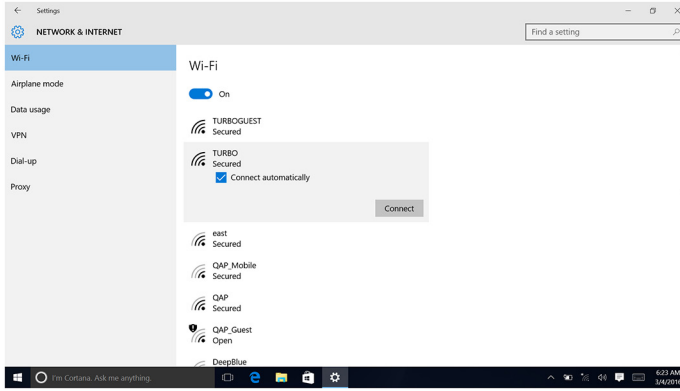 Settings
NETWORK & INTERNET
Find a setting
Wi-Fi
Airplane mode
Data usage
VPN
Dial-up
Proxy
Wi-Fi
On
TURBOGUEST
Secured
TURBO
Secured
Connect automatically
Connect
east
Secured
QAP_Mobile
Secured
QAP
Secured
QAP_Guest
Open
DeepBlue
I'm Cortana. Ask me anything.
6:23 AM
3/4/2016